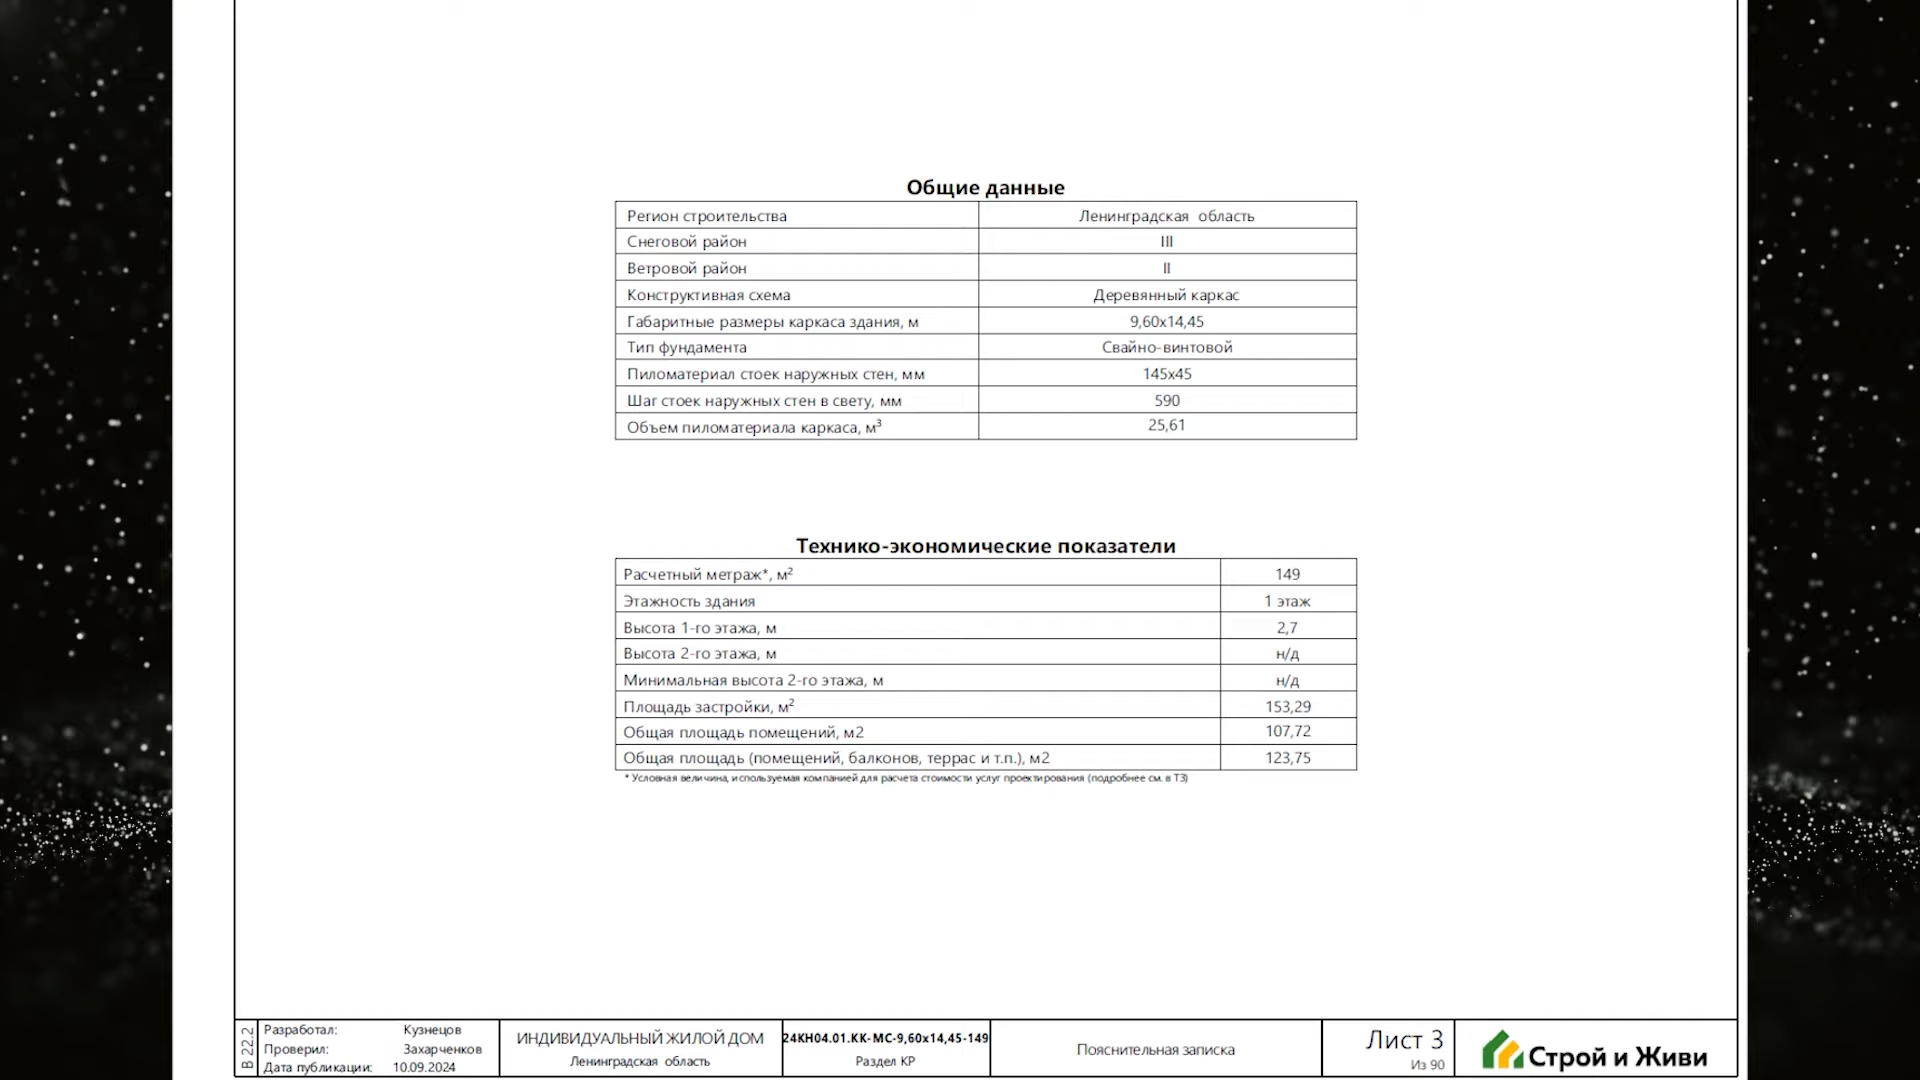 Общие данные
Регион строительства Ленинградская область
Снеговой район III
Ветровой район II
Конструктивная схема Деревянный каркас
Габаритные размеры каркаса здания, м 9,60x14,45
Тип фундамента Свайно-винтовой
Пиломатериал стоек наружных стен, мм 145x45
Шаг стоек наружных стен в свету, мм 590
Объем пиломатериала каркаса, м³ 25,61
Технико-экономические показатели
Расчетный метраж*, м² 149
Этажность здания 1 этаж
Высота 1-го этажа, м 2,7
Высота 2-го этажа, м н/д
Минимальная высота 2-го этажа, м н/д
Площадь застройки, м² 153,29
Общая площадь помещений, м2 107,72
Общая площадь (помещений, балконов, террас и т.п.), м2 123,75
* Условная величина, используемая компанией для расчета стоимости услуг проектирования (подробнее см. в ТЗ)
В 22.2
Разработал: Кузнецов
Проверил: Захарченков
Дата публикации: 10.09.2024
ИНДИВИДУАЛЬНЫЙ ЖИЛОЙ ДОМ
Ленинградская область
24КН04.01.КК-МС-9,60x14,45-149
Раздел КР
Пояснительная записка
Лист 3
Из 90
Строй и Живи